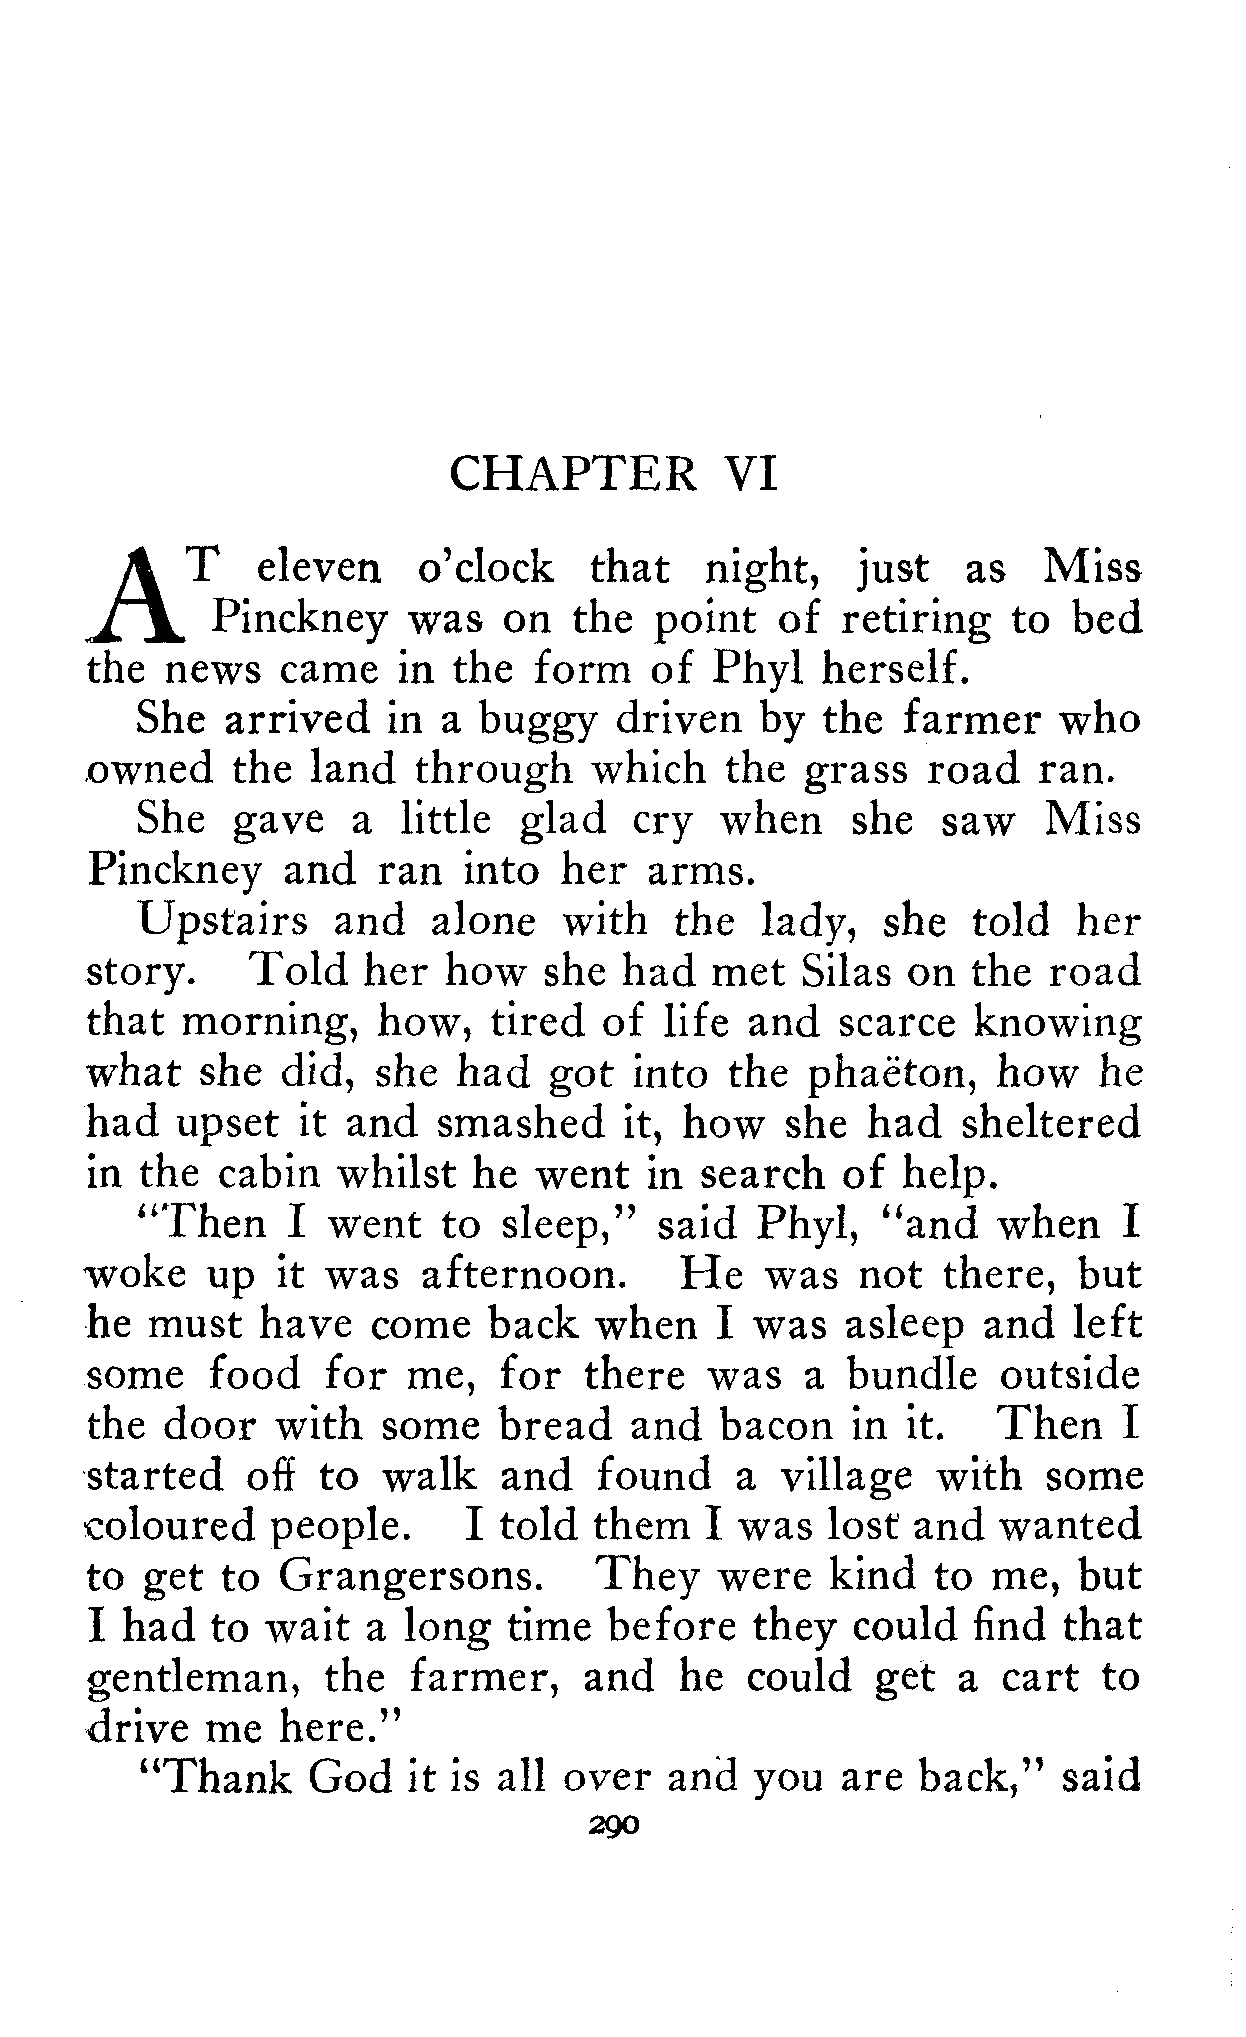 CHAPTER VI
AT eleven o'clock that night, just as Miss
Pinckney was on the point of retiring to bed
the news came in the form of Phyl herself.
She arrived in a buggy driven by the farmer who
owned the land through which the grass road ran.
She gave a little glad cry when she saw Miss
Pinckney and ran into her arms.
Upstairs and alone with the lady, she told her
story. Told her how she had met Silas on the road
that morning, how, tired of life and scarce knowing
what she did, she had got into the phaëton, how he
had upset it and smashed it, how she had sheltered
in the cabin whilst he went in search of help.
"Then I went to sleep," said Phyl, "and when I
woke up it was afternoon. He was not there, but
he must have come back when I was asleep and left
some food for me, for there was a bundle outside
the door with some bread and bacon in it. Then I
started off to walk and found a village with some
coloured people. I told them I was lost and wanted
to get to Grangersons. They were kind to me, but
I had to wait a long time before they could find that
gentleman, the farmer, and he could get a cart to
drive me here."
"Thank God it is all over and you are back," said
290